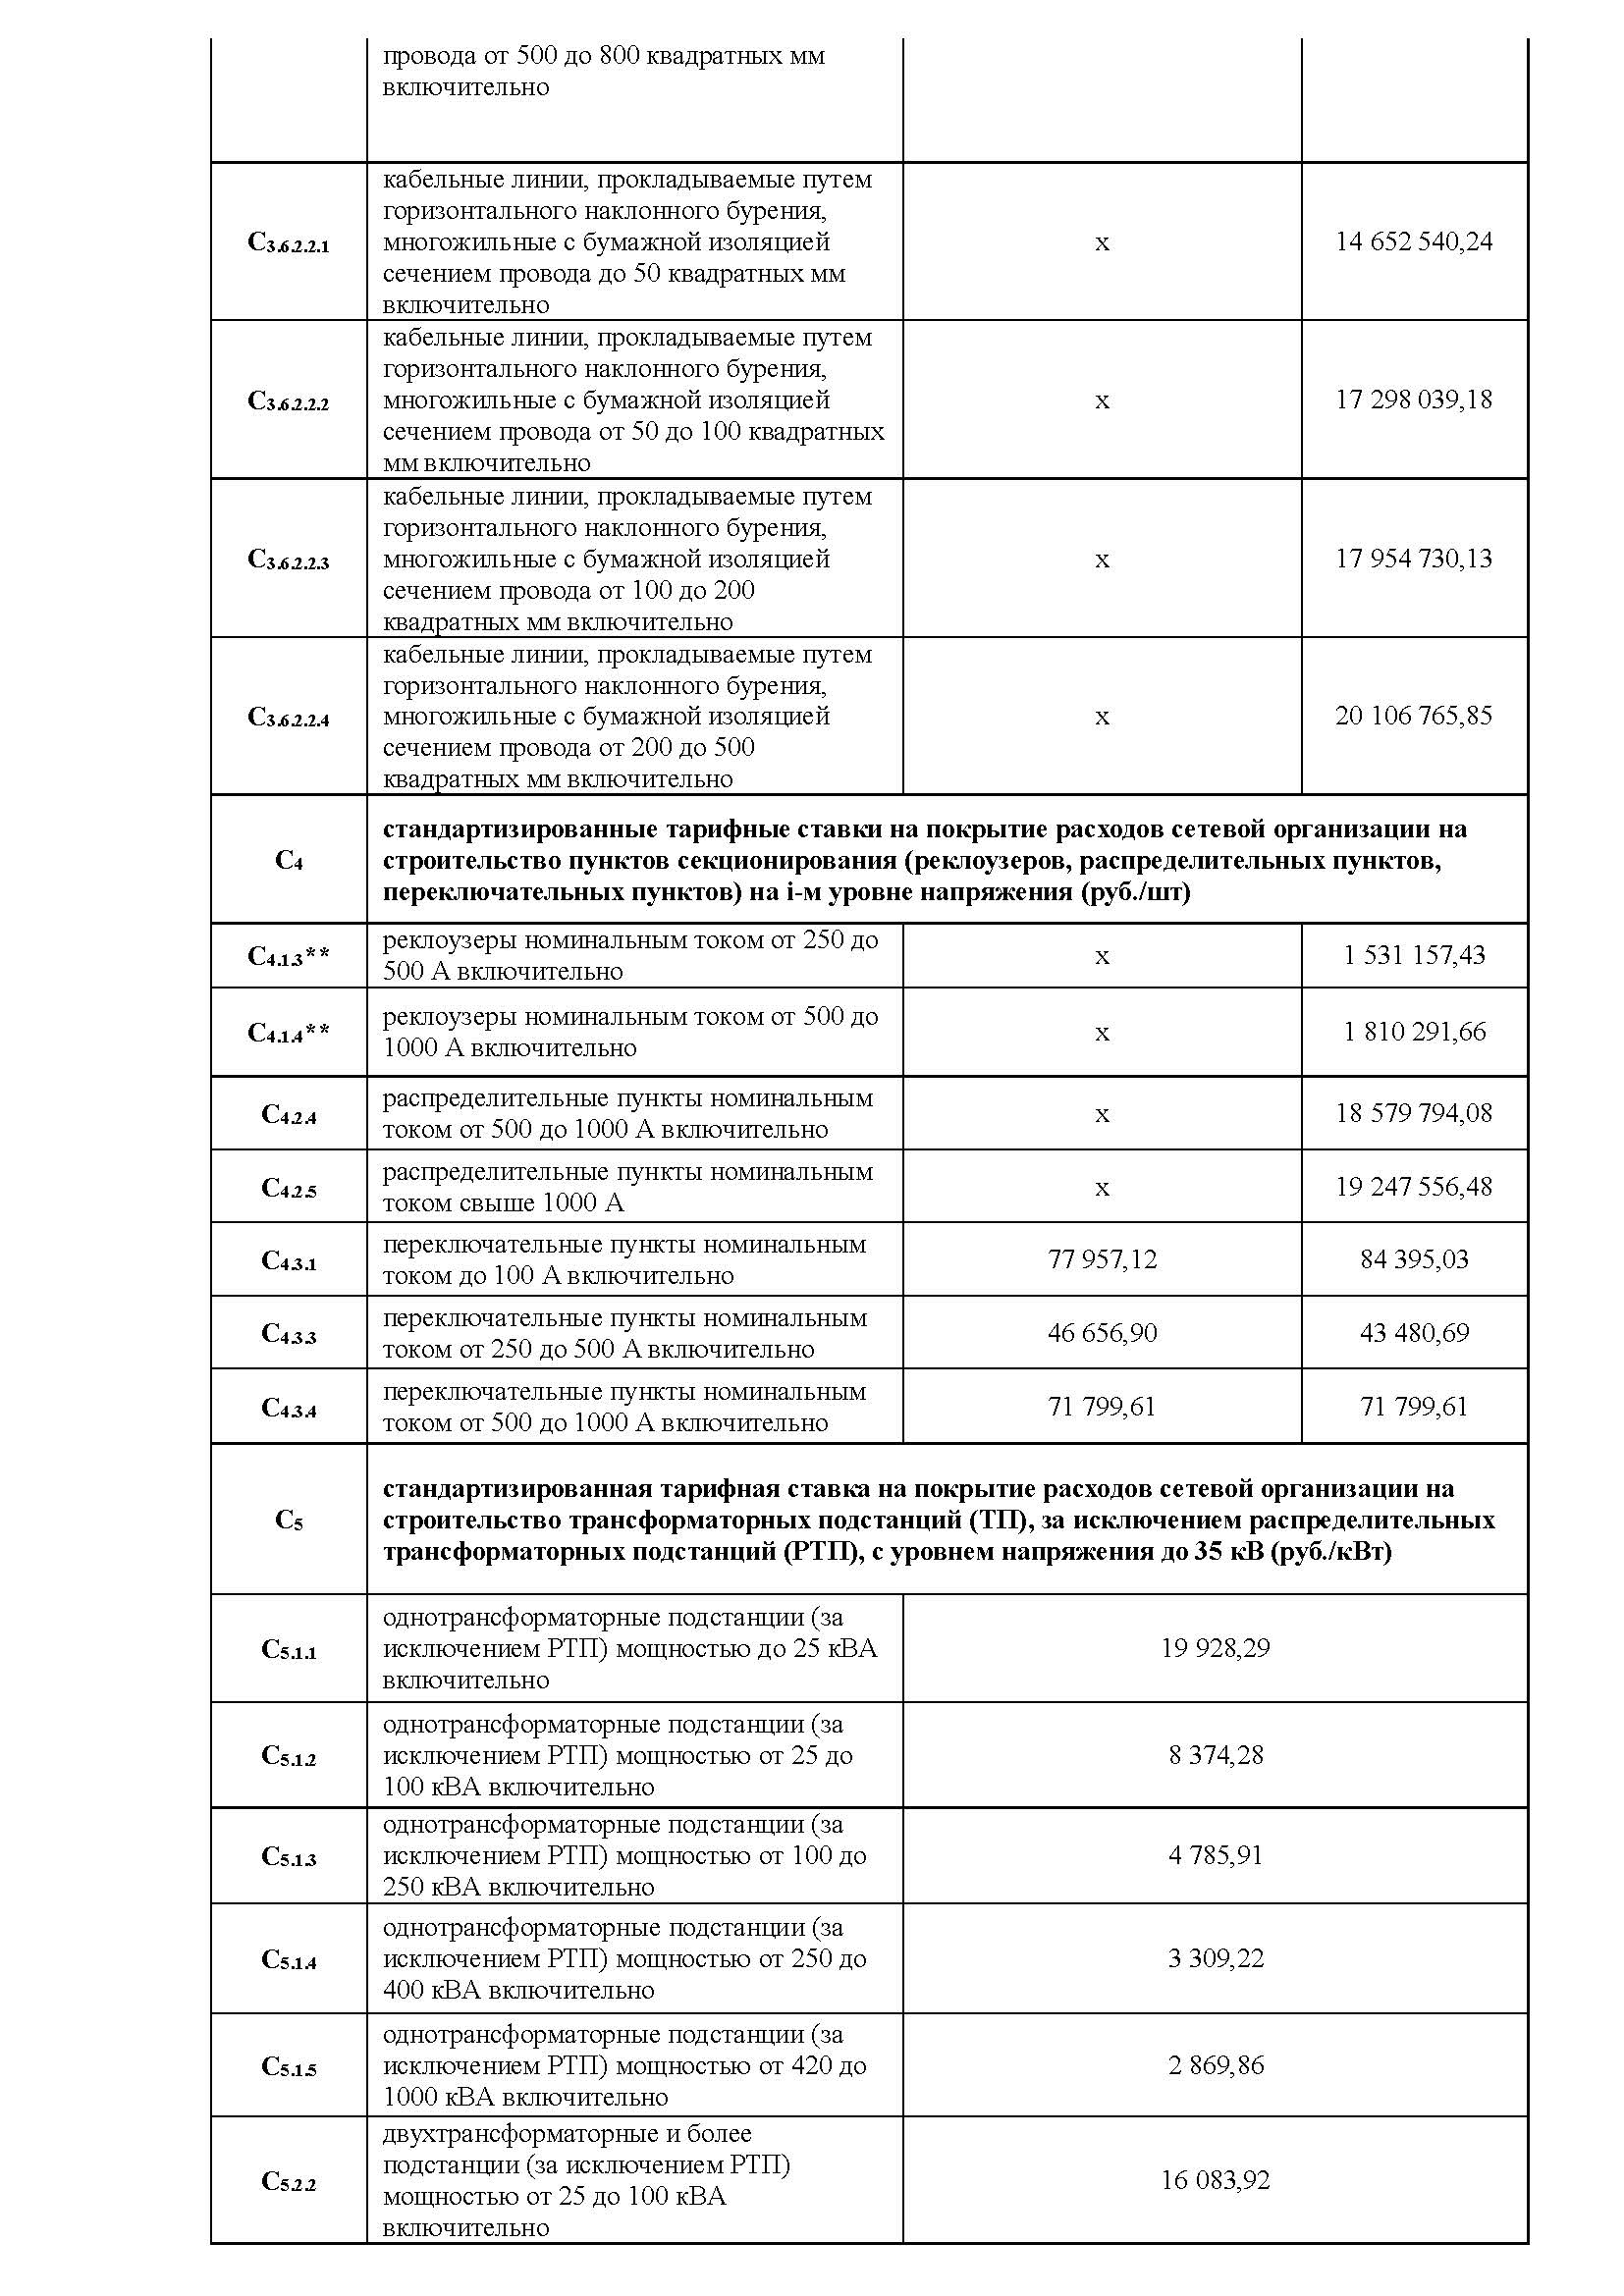 провода от 500 до 800 квадратных мм
включительно
С3.6.2.2.1
кабельные линии, прокладываемые путем
горизонтального наклонного бурения,
многожильные с бумажной изоляцией
сечением провода до 50 квадратных мм
включительно
х
14 652 540,24
С3.6.2.2.2
кабельные линии, прокладываемые путем
горизонтального наклонного бурения,
многожильные с бумажной изоляцией
сечением провода от 50 до 100 квадратных
мм включительно
х
17 298 039,18
С3.6.2.2.3
кабельные линии, прокладываемые путем
горизонтального наклонного бурения,
многожильные с бумажной изоляцией
сечением провода от 100 до 200
квадратных мм включительно
х
17 954 730,13
С3.6.2.2.4
кабельные линии, прокладываемые путем
горизонтального наклонного бурения,
многожильные с бумажной изоляцией
сечением провода от 200 до 500
квадратных мм включительно
х
20 106 765,85
С4
стандартизированные тарифные ставки на покрытие расходов сетевой организации на
строительство пунктов секционирования (реклоузеров, распределительных пунктов,
переключательных пунктов) на i-м уровне напряжения (руб./шт)
С4.1.3**
реклоузеры номинальным током от 250 до
500 А включительно
х
1 531 157,43
С4.1.4**
реклоузеры номинальным током от 500 до
1000 А включительно
х
1 810 291,66
С4.2.4
распределительные пункты номинальным
током от 500 до 1000 А включительно
х
18 579 794,08
С4.2.5
распределительные пункты номинальным
током свыше 1000 А
х
19 247 556,48
С4.3.1
переключательные пункты номинальным
током до 100 А включительно
77 957,12
84 395,03
С4.3.3
переключательные пункты номинальным
током от 250 до 500 А включительно
46 656,90
43 480,69
С4.3.4
переключательные пункты номинальным
током от 500 до 1000 А включительно
71 799,61
71 799,61
С5
стандартизированная тарифная ставка на покрытие расходов сетевой организации на
строительство трансформаторных подстанций (ТП), за исключением распределительных
трансформаторных подстанций (РТП), с уровнем напряжения до 35 кВ (руб./кВт)
С5.1.1
однотрансформаторные подстанции (за
исключением РТП) мощностью до 25 кВА
включительно
19 928,29
С5.1.2
однотрансформаторные подстанции (за
исключением РТП) мощностью от 25 до
100 кВА включительно
8 374,28
С5.1.3
однотрансформаторные подстанции (за
исключением РТП) мощностью от 100 до
250 кВА включительно
4 785,91
С5.1.4
однотрансформаторные подстанции (за
исключением РТП) мощностью от 250 до
400 кВА включительно
3 309,22
С5.1.5
однотрансформаторные подстанции (за
исключением РТП) мощностью от 420 до
1000 кВА включительно
2 869,86
С5.2.2
двухтрансформаторные и более
подстанции (за исключением РТП)
мощностью от 25 до 100 кВА
включительно
16 083,92